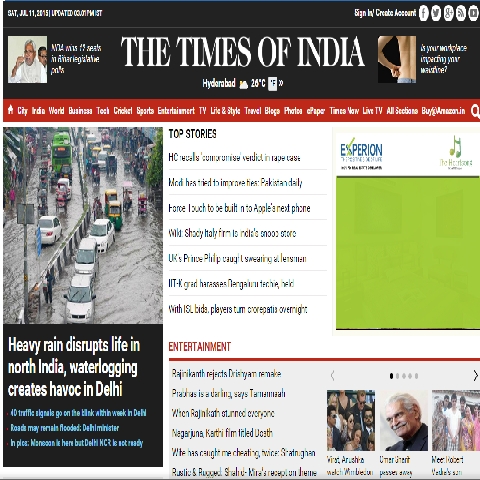 SAT, JUL 11, 2015 | UPDATED 03.01PM IST
Sign In/ Create Account
NDA wins 11 seats
in Bihar legislative
polls
THE TIMES OF INDIA
Hyderabad 26°C °F »
Is your workplace
impacting your
waistline?
City India World Business Tech Cricket Sports Entertainment TV Life & Style Travel Blogs Photos ePaper Times Now Live TV All Sections Buy@Amazon.in
TOP STORIES
HC recalls 'compromise' verdict in rape case
Modi has tried to improve ties: Pakistan daily
Force Touch to be built in to Apple's next phone
Wiki: Shady Italy firm is India's snoop store
UK's Prince Philip caught swearing at lensman
IIT-K grad harasses Bengaluru techie, held
With ISL bids, players turn crorepatis overnight
EXPERION
Heavy rain disrupts life in
north India, waterlogging
creates havoc in Delhi
40 traffic signals go on the blink within week in Delhi
Roads may remain flooded: Delhi minister
In pics: Monsoon is here but Delhi NCR is not ready
ENTERTAINMENT
Rajinikanth rejects Drishyam remake
Prabhas is a darling, says Tamannaah
When Rajinikath stunned everyone
Nagarjuna, Karthi film titled Death
Wife has caught me cheating, twice: Shatrughan
Rustic & Rugged: Shahid- Mira's reception theme
Virat, Anushka
watch Wimbledon
Omar Sharif
passes away
Meet Robert
Vadra's son